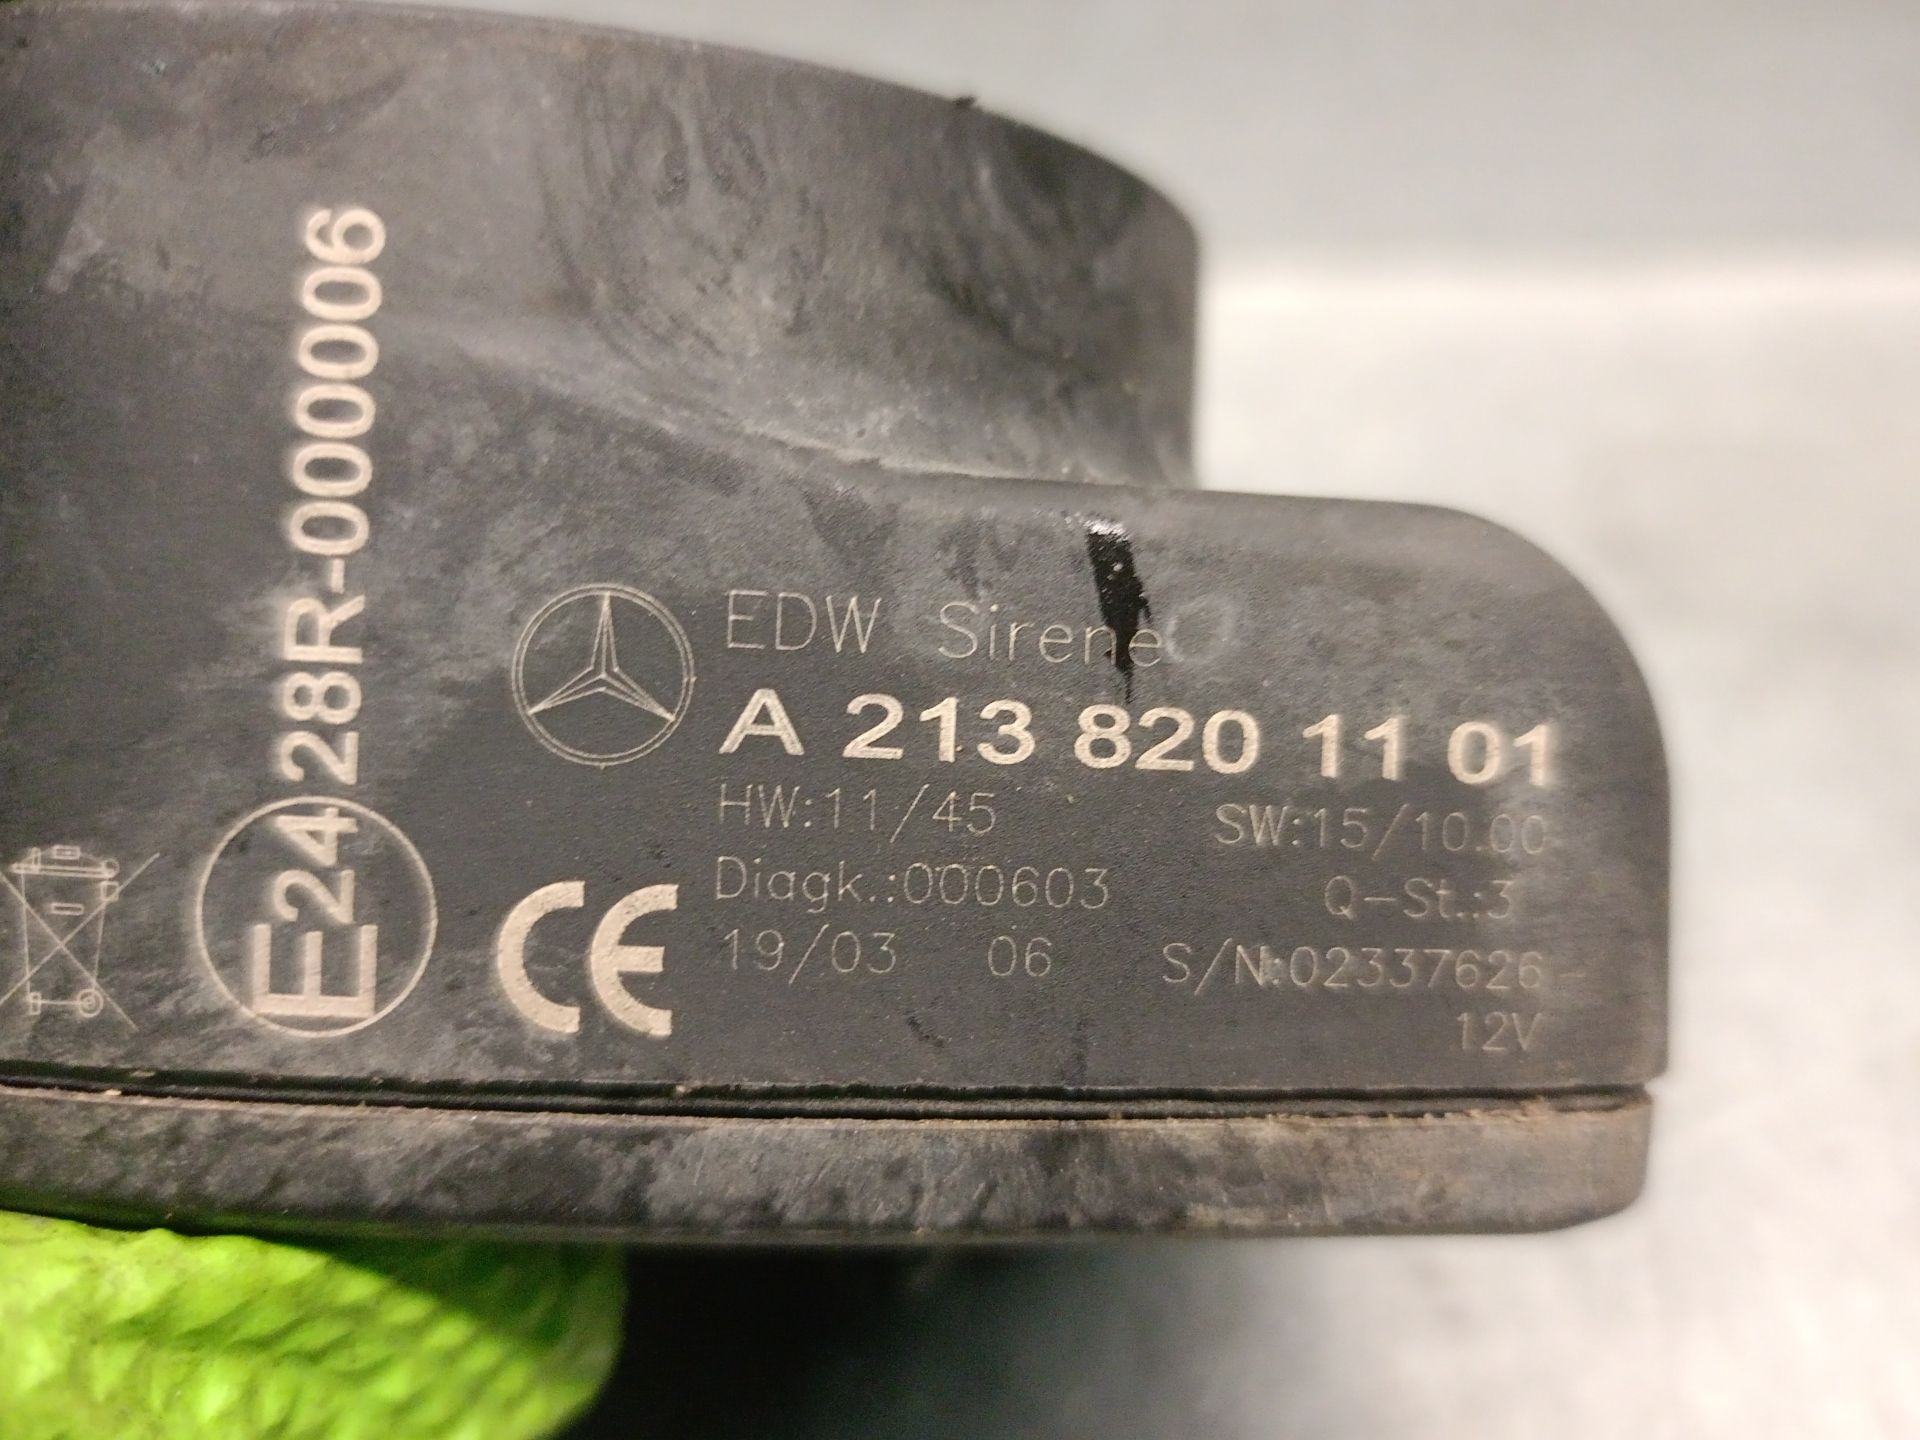 E24 28R-000006
EDW Sirene
A 213 820 11 01
HW:11/45 SW:15/10.00
Diagk.:000603 Q-St.:3
19/03 06 S/N:02337626
12V
CE